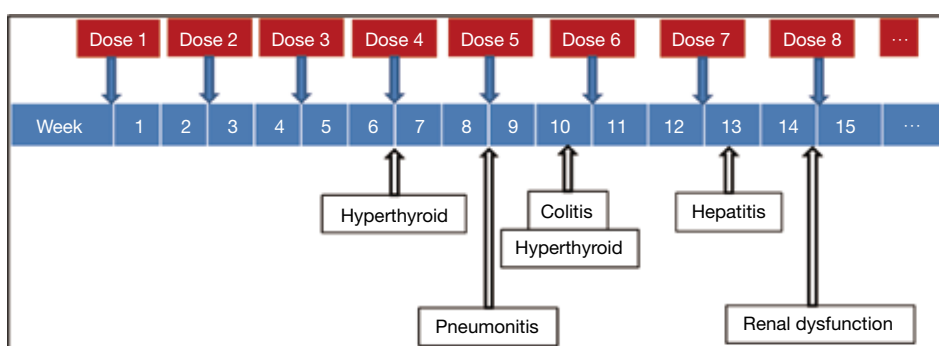 Dose 1 Dose 2 Dose 3 Dose 4 Dose 5 Dose 6 Dose 7 Dose 8 ...
Week 1 2 3 4 5 6 7 8 9 10 11 12 13 14 15 ...
Hyperthyroid Colitis Hepatitis
Hyperthyroid
Pneumonitis Renal dysfunction